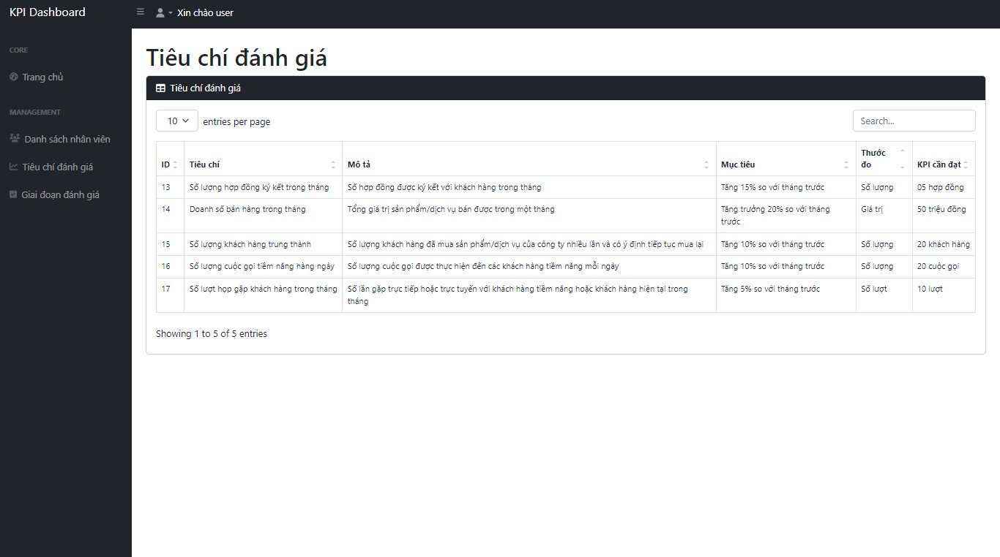 KPI Dashboard
Xin chào user
CORE
Trang chủ
MANAGEMENT
Danh sách nhân viên
Tiêu chí đánh giá
Giai đoạn đánh giá
Tiêu chí đánh giá
Tiêu chí đánh giá
10 entries per page
Search...
ID Tiêu chí Mô tả Mục tiêu Thước đo KPI cần đạt
13 Số lượng hợp đồng ký kết trong tháng Số hợp đồng được ký kết với khách hàng trong tháng Tăng 15% so với tháng trước Số lượng 05 hợp đồng
14 Doanh số bán hàng trong tháng Tổng giá trị sản phẩm/dịch vụ bán được trong một tháng Tăng trưởng 20% so với tháng trước Giá trị 50 triệu đồng
15 Số lượng khách hàng trung thành Số lượng khách hàng đã mua sản phẩm/dịch vụ của công ty nhiều lần và có ý định tiếp tục mua lại Tăng 10% so với tháng trước Số lượng 20 khách hàng
16 Số lượng cuộc gọi tiềm năng hàng ngày Số lượng cuộc gọi được thực hiện đến các khách hàng tiềm năng mỗi ngày Tăng 10% so với tháng trước Số lượng 20 cuộc gọi
17 Số lượt họp gặp khách hàng trong tháng Số lần gặp trực tiếp hoặc trực tuyến với khách hàng tiềm năng hoặc khách hàng hiện tại trong tháng Tăng 5% so với tháng trước Số lượt 10 lượt
Showing 1 to 5 of 5 entries